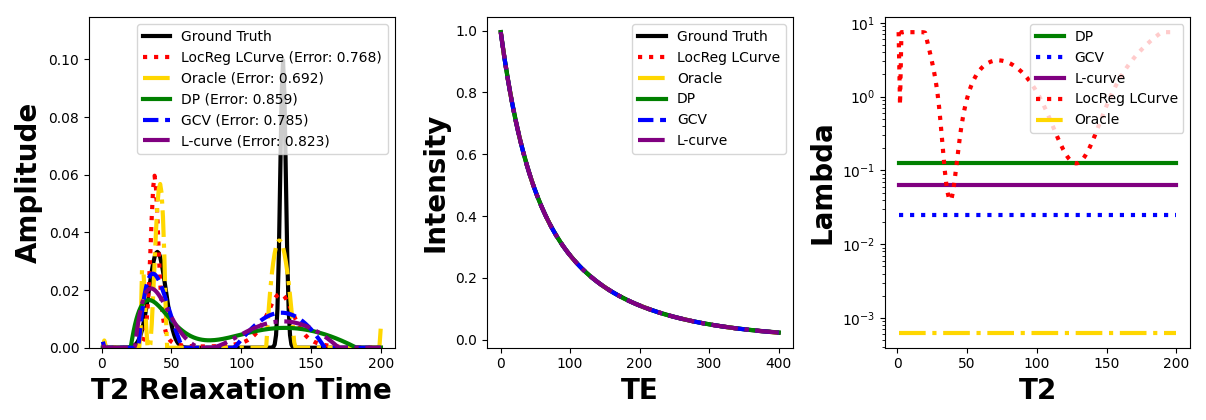 Amplitude
0.10
0.08
0.06
0.04
0.02
0.00
Ground Truth
LocReg LCurve (Error: 0.768)
Oracle (Error: 0.692)
DP (Error: 0.859)
GCV (Error: 0.785)
L-curve (Error: 0.823)
0 50 100 150 200
T2 Relaxation Time
Intensity
1.0
0.8
0.6
0.4
0.2
0.0
Ground Truth
LocReg LCurve
Oracle
DP
GCV
L-curve
0 100 200 300 400
TE
Lambda
10¹
10⁰
10⁻¹
10⁻²
10⁻³
DP
GCV
L-curve
LocReg LCurve
Oracle
0 50 100 150 200
T2